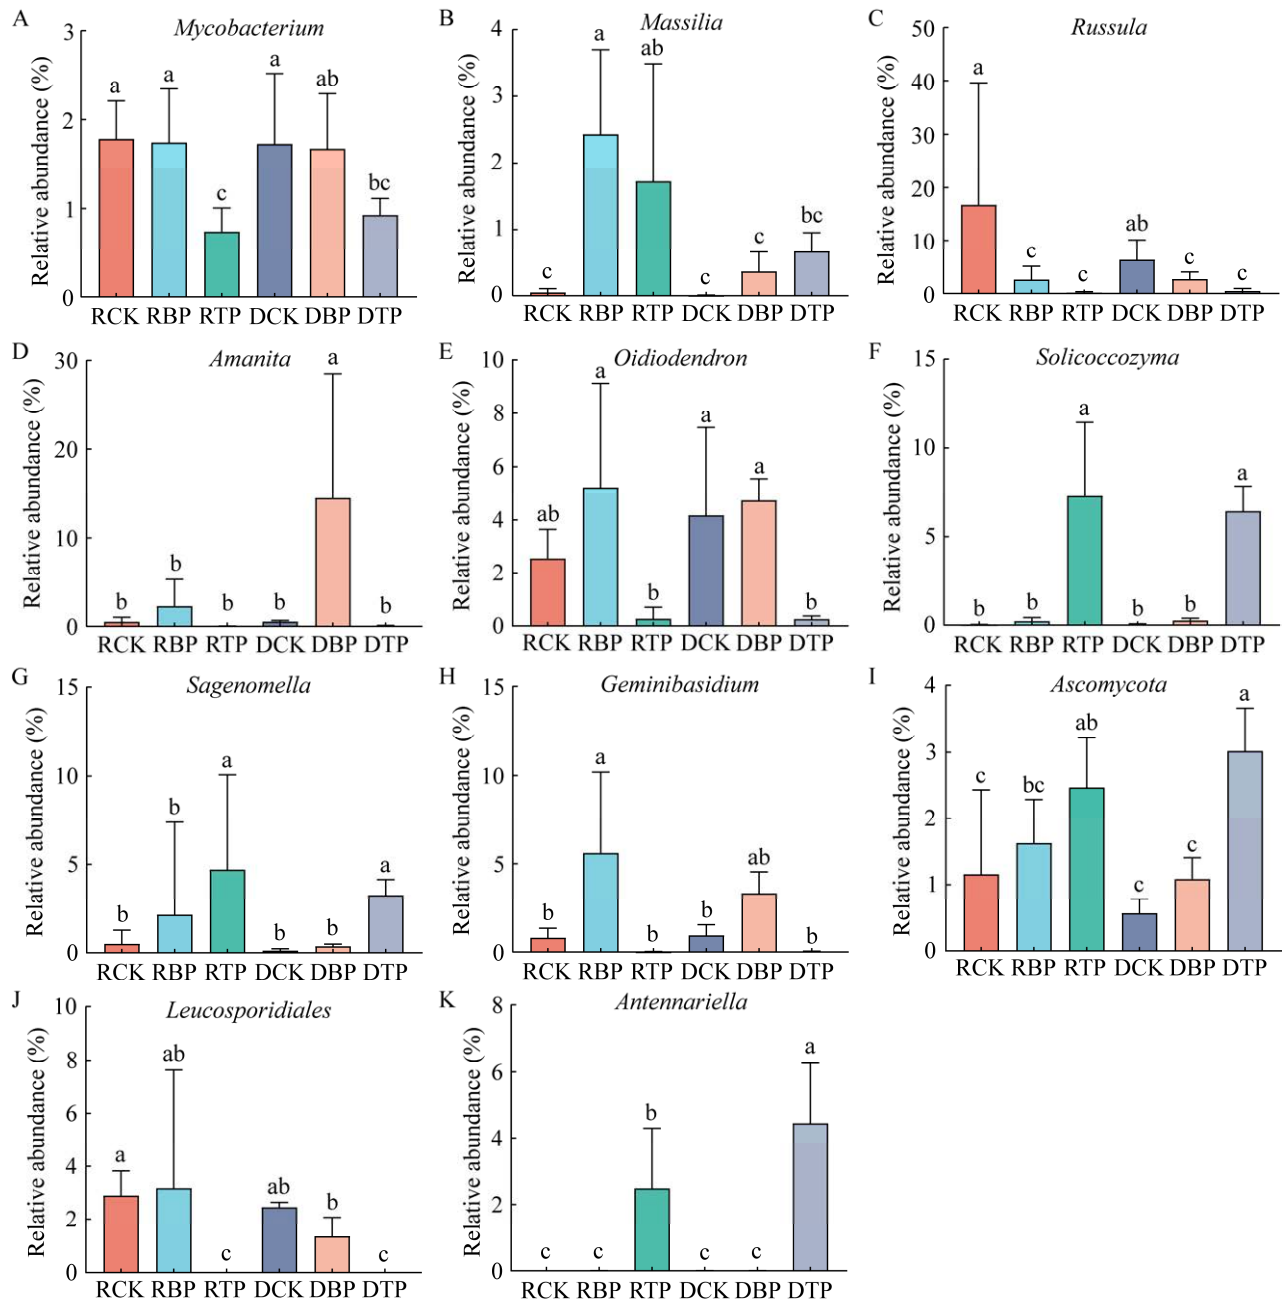 A
Mycobacterium
Relative abundance (%)
3
2
1
0
a
a
c
a
ab
bc
RCK RBP RTP DCK DBP DTP
B
Massilia
Relative abundance (%)
4
3
2
1
0
c
a
ab
c
c
bc
RCK RBP RTP DCK DBP DTP
C
Russula
Relative abundance (%)
50
40
30
20
10
0
a
c
c
ab
c
c
RCK RBP RTP DCK DBP DTP
D
Amanita
Relative abundance (%)
30
20
10
0
b
b
b
b
a
b
RCK RBP RTP DCK DBP DTP
E
Oidiodendron
Relative abundance (%)
10
8
6
4
2
0
ab
a
b
a
a
b
RCK RBP RTP DCK DBP DTP
F
Solicoccozyma
Relative abundance (%)
15
10
5
0
b
b
a
b
b
a
RCK RBP RTP DCK DBP DTP
G
Sagenomella
Relative abundance (%)
15
10
5
0
b
b
a
b
b
a
RCK RBP RTP DCK DBP DTP
H
Geminibasidium
Relative abundance (%)
15
10
5
0
b
a
b
b
ab
b
RCK RBP RTP DCK DBP DTP
I
Ascomycota
Relative abundance (%)
4
3
2
1
0
c
bc
ab
c
c
a
RCK RBP RTP DCK DBP DTP
J
Leucosporidiales
Relative abundance (%)
10
8
6
4
2
0
a
ab
c
ab
b
c
RCK RBP RTP DCK DBP DTP
K
Antennariella
Relative abundance (%)
8
6
4
2
0
c
c
b
c
c
a
RCK RBP RTP DCK DBP DTP